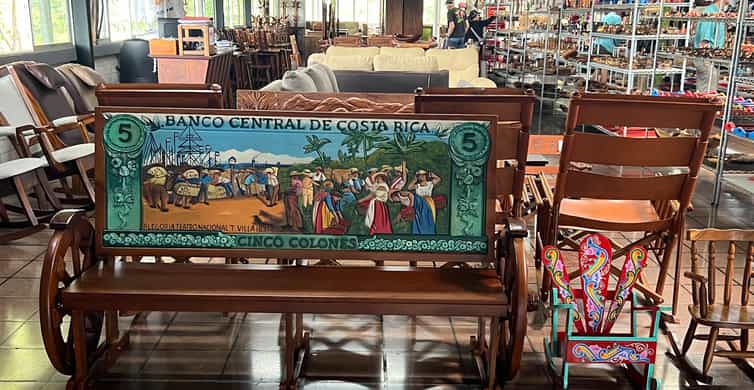 BANCO CENTRAL DE COSTA RICA
5
5
CINCO COLONES